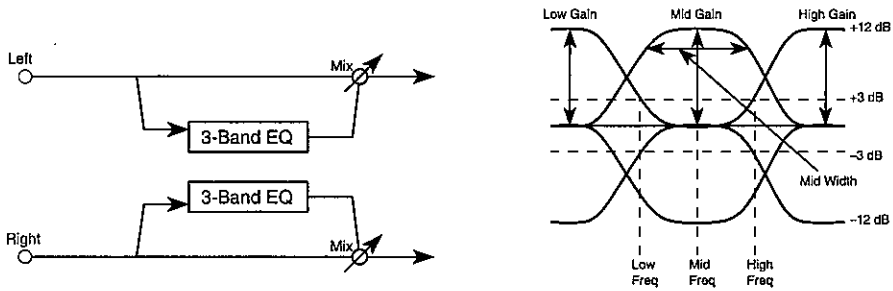 Left
Mix
3-Band EQ
3-Band EQ
Right
Mix
Low Gain
Mid Gain
High Gain
+12 dB
+3 dB
-3 dB
Mid Width
-12 dB
Low
Freq
Mid
Freq
High
Freq